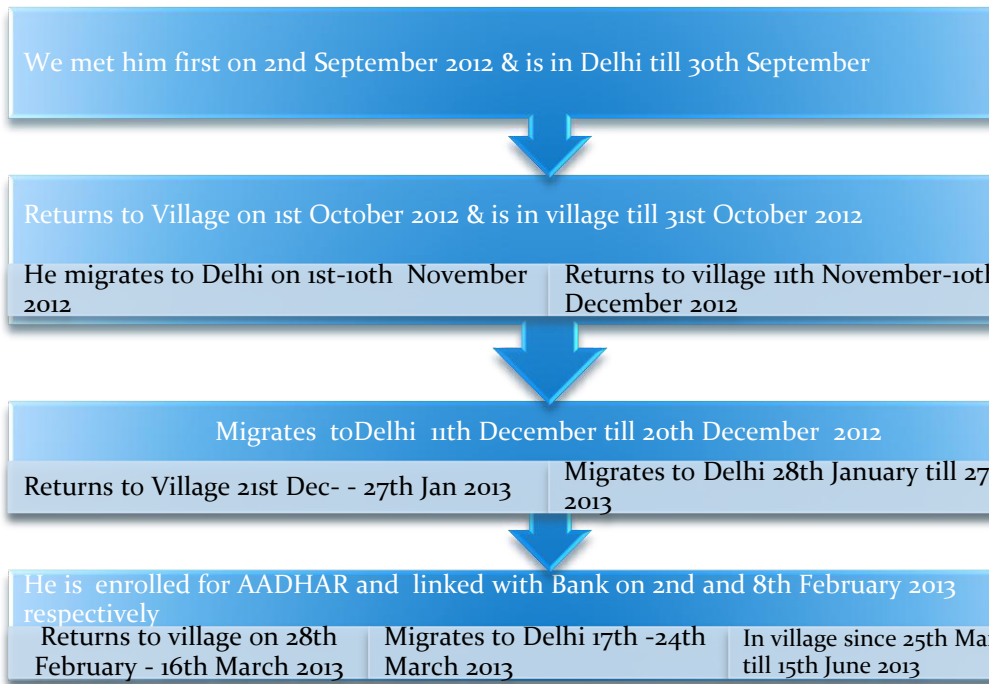 We met him first on 2nd September 2012 & is in Delhi till 30th September
Returns to Village on 1st October 2012 & is in village till 31st October 2012
He migrates to Delhi on 1st-10th November
2012
Returns to village 11th November-10th
December 2012
Migrates toDelhi 11th December till 20th December 2012
Returns to Village 21st Dec- - 27th Jan 2013
Migrates to Delhi 28th January till 27
2013
He is enrolled for AADHAR and linked with Bank on 2nd and 8th February 2013
respectively
Returns to village on 28th
February - 16th March 2013
Migrates to Delhi 17th -24th
March 2013
In village since 25th Mar
till 15th June 2013